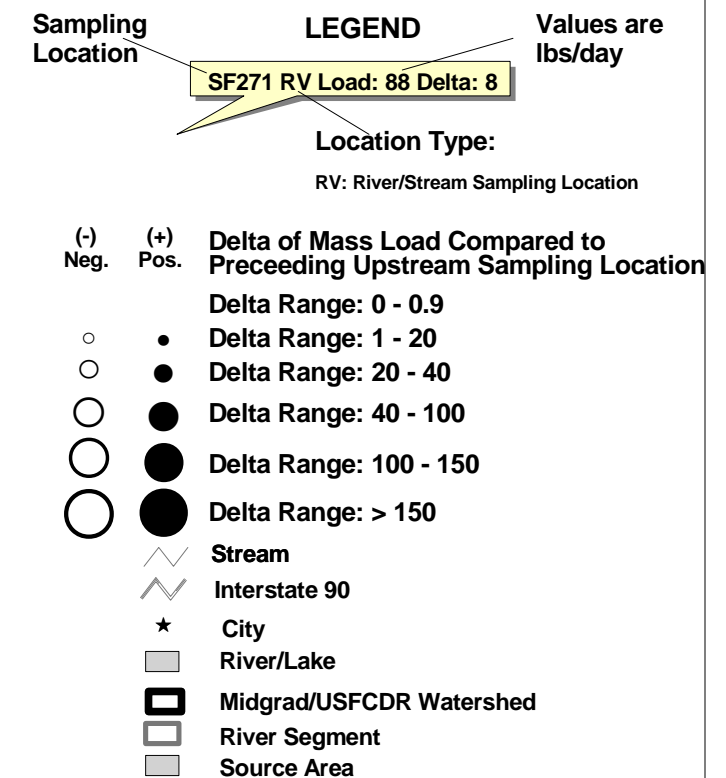 Sampling Location
LEGEND
Values are lbs/day
SF271 RV Load: 88 Delta: 8
Location Type:
RV: River/Stream Sampling Location
(-) Neg.
(+) Pos.
Delta of Mass Load Compared to
Preceeding Upstream Sampling Location
Delta Range: 0 - 0.9
Delta Range: 1 - 20
Delta Range: 20 - 40
Delta Range: 40 - 100
Delta Range: 100 - 150
Delta Range: > 150
Stream
Interstate 90
City
River/Lake
Midgrad/USFCDR Watershed
River Segment
Source Area